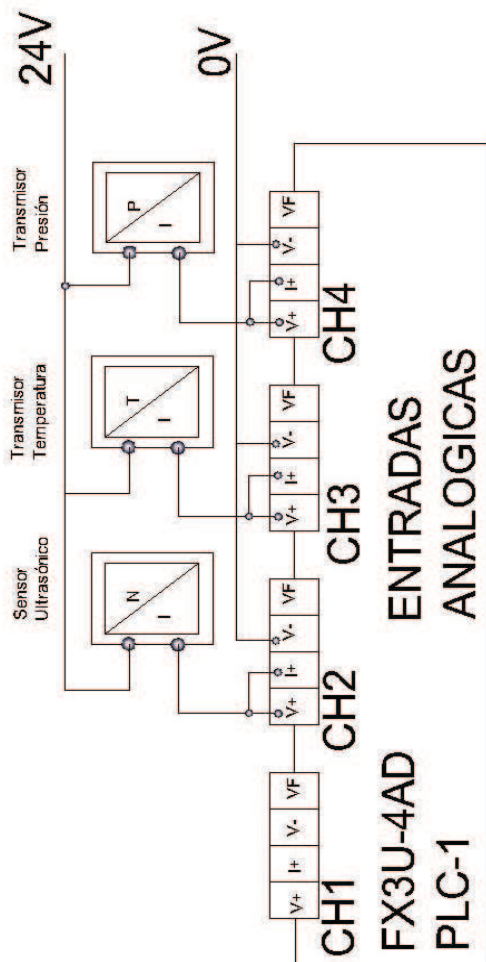 Sensor
Ultrasónico
Transmisor
Temperatura
Transmisor
Presión
24V
N
I
T
I
P
I
0V
V+ I+ V- VF
V+ I+ V- VF
V+ I+ V- VF
V+ I+ V- VF
CH1
CH2
CH3
CH4
FX3U-4AD
PLC-1
ENTRADAS
ANALOGICAS